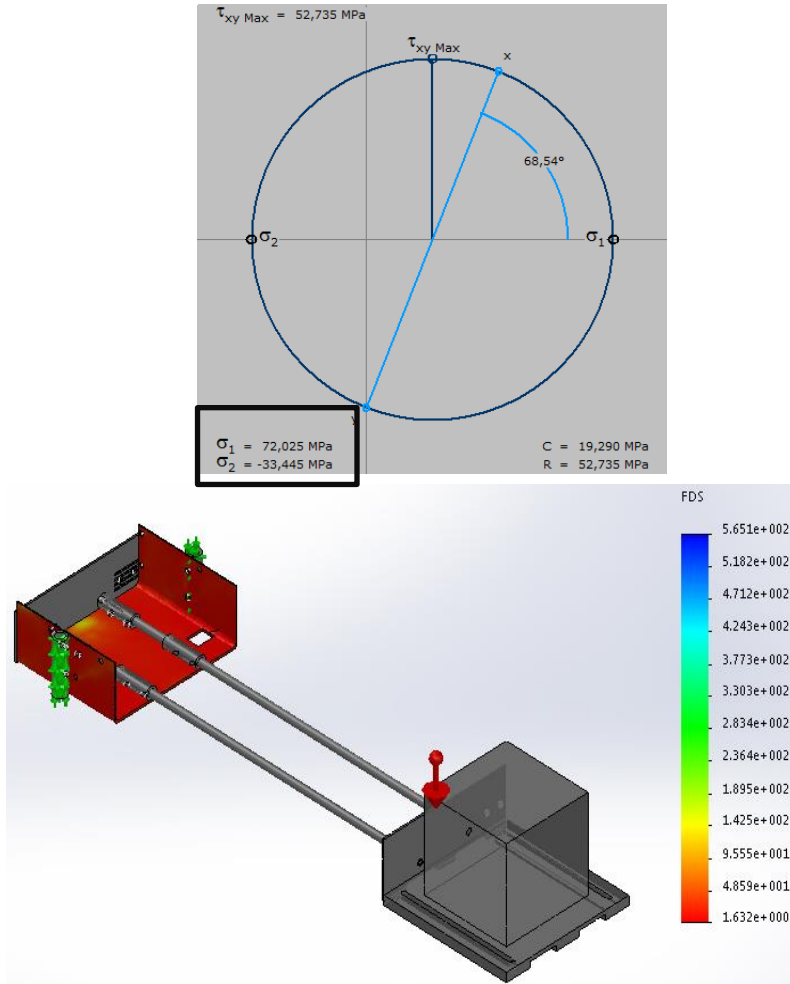 τxy Max = 52,735 MPa
τxy Max
x
68,54°
σ2
σ1
y
σ1 = 72,025 MPa
σ2 = -33,445 MPa
C = 19,290 MPa
R = 52,735 MPa
FDS
5.651e+002
5.182e+002
4.712e+002
4.243e+002
3.773e+002
3.303e+002
2.834e+002
2.364e+002
1.895e+002
1.425e+002
9.555e+001
4.859e+001
1.632e+000